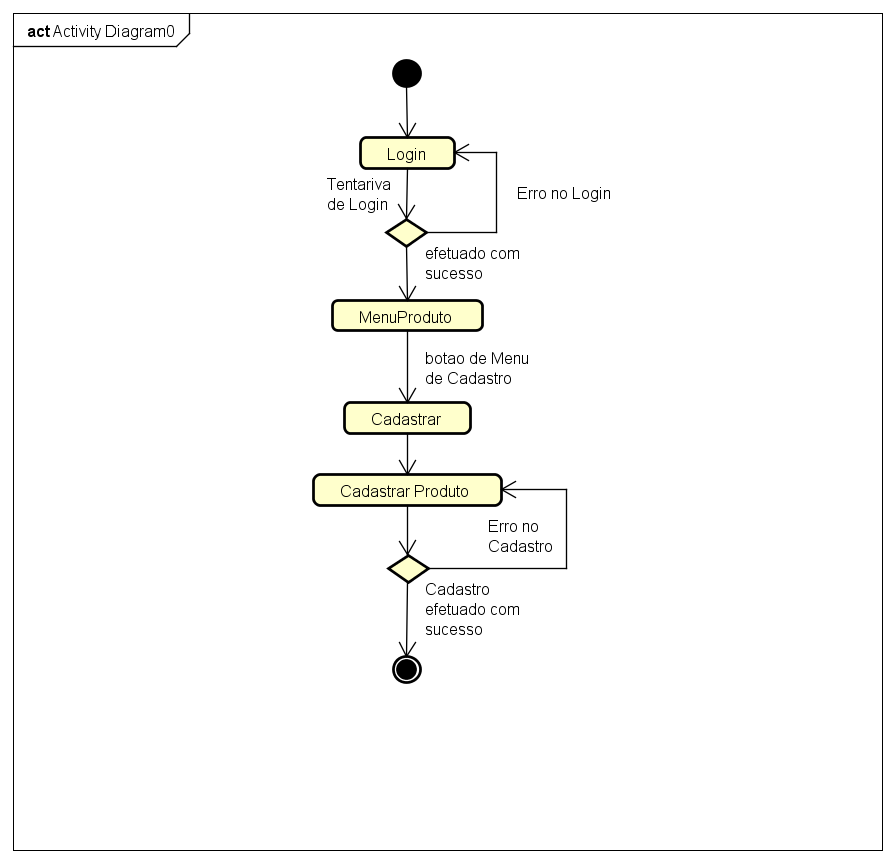 act Activity Diagram0
Login
Tentariva
de Login
Erro no Login
efetuado com
sucesso
MenuProduto
botao de Menu
de Cadastro
Cadastrar
Cadastrar Produto
Erro no
Cadastro
Cadastro
efetuado com
sucesso